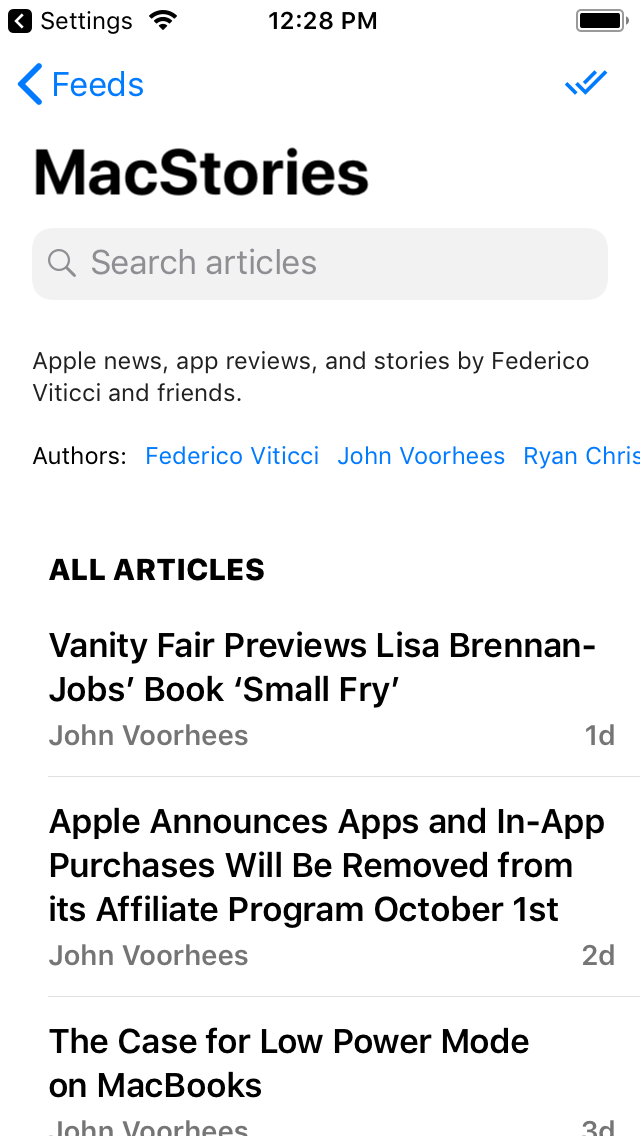 Settings 12:28 PM
Feeds
MacStories
Search articles
Apple news, app reviews, and stories by Federico
Viticci and friends.
Authors: Federico Viticci John Voorhees Ryan Chris
ALL ARTICLES
Vanity Fair Previews Lisa Brennan-
Jobs’ Book ‘Small Fry’
John Voorhees 1d
Apple Announces Apps and In-App
Purchases Will Be Removed from
its Affiliate Program October 1st
John Voorhees 2d
The Case for Low Power Mode
on MacBooks
John Voorhees 3d